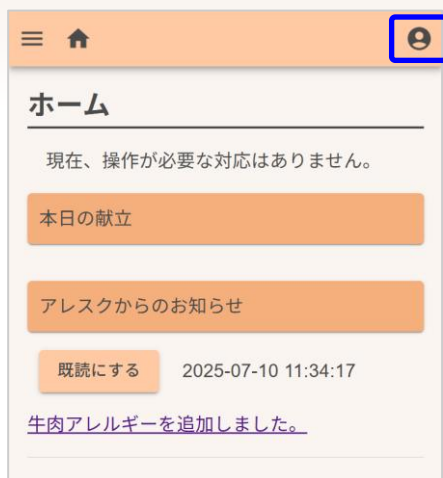 ホーム
現在、操作が必要な対応はありません。
本日の献立
アレスクからのお知らせ
既読にする 2025-07-10 11:34:17
牛肉アレルギーを追加しました。